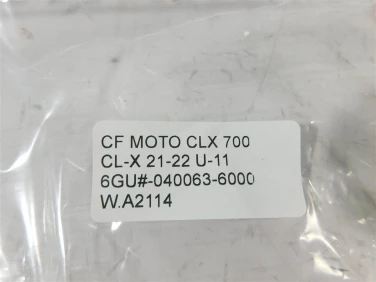 CF MOTO CLX 700
CL-X 21-22 U-11
6GU#-040063-6000
W.A2114